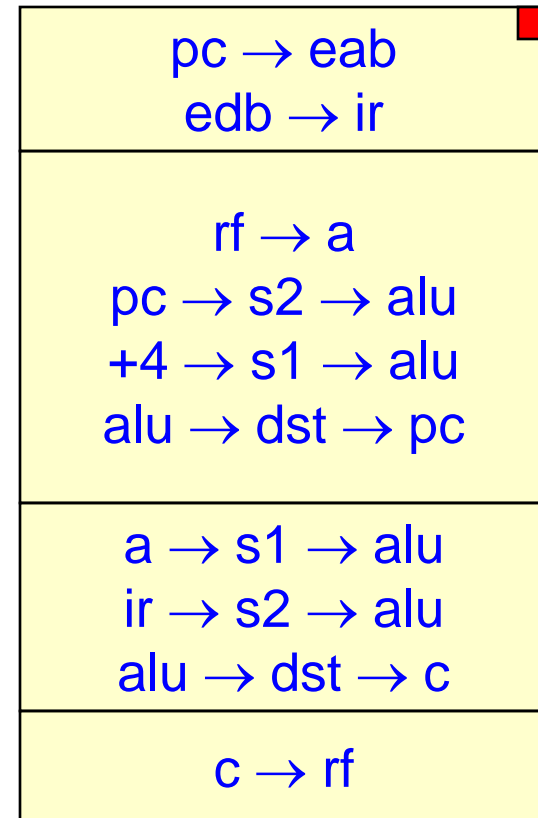 pc → eab
edb → ir
rf → a
pc → s2 → alu
+4 → s1 → alu
alu → dst → pc
a → s1 → alu
ir → s2 → alu
alu → dst → c
c → rf